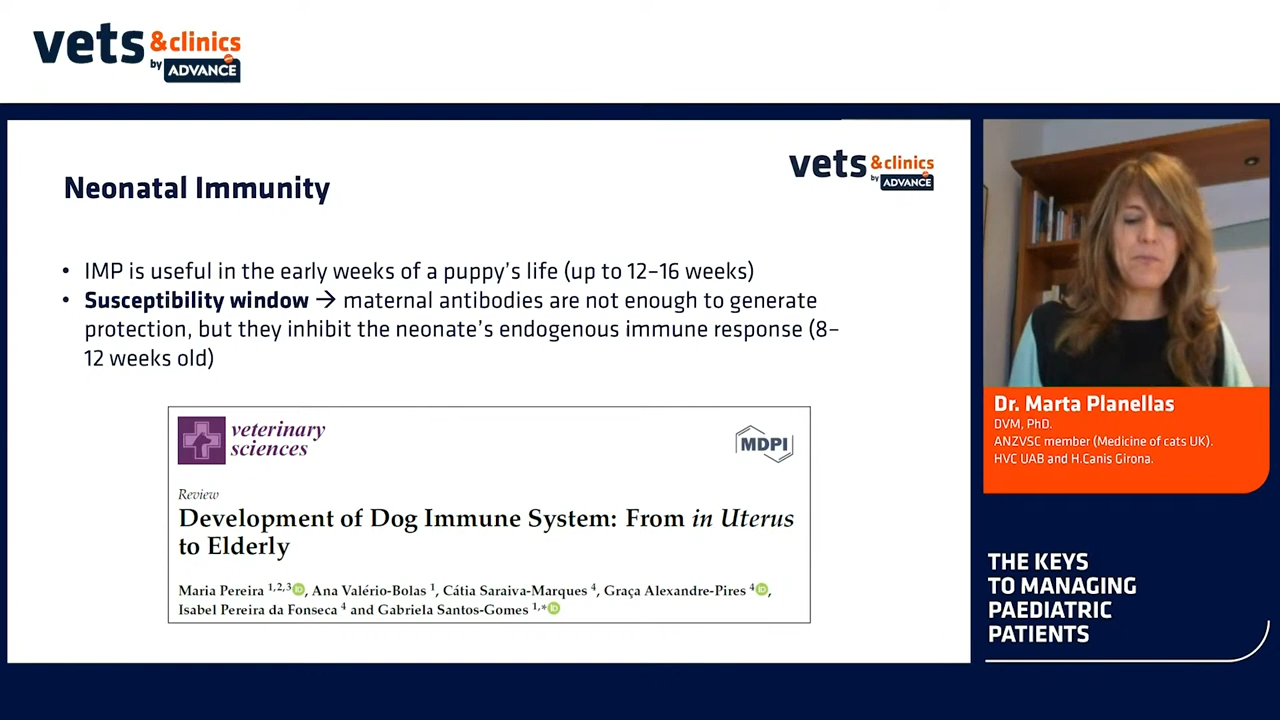 vets &clinics
by ADVANCE
vets &clinics
by ADVANCE
Neonatal Immunity
• IMP is useful in the early weeks of a puppy's life (up to 12–16 weeks)
• Susceptibility window → maternal antibodies are not enough to generate
protection, but they inhibit the neonate's endogenous immune response (8–
12 weeks old)
veterinary
sciences
MDPI
Review
Development of Dog Immune System: From in Uterus
to Elderly
Maria Pereira 1,2,3, Ana Valério-Bolas 1, Cátia Saraiva-Marques 4, Graça Alexandre-Pires 4,
Isabel Pereira da Fonseca 4 and Gabriela Santos-Gomes 1,*
Dr. Marta Planellas
DVM, PhD.
ANZVSC member (Medicine of cats UK).
HVC UAB and H.Canis Girona.
THE KEYS
TO MANAGING
PAEDIATRIC
PATIENTS